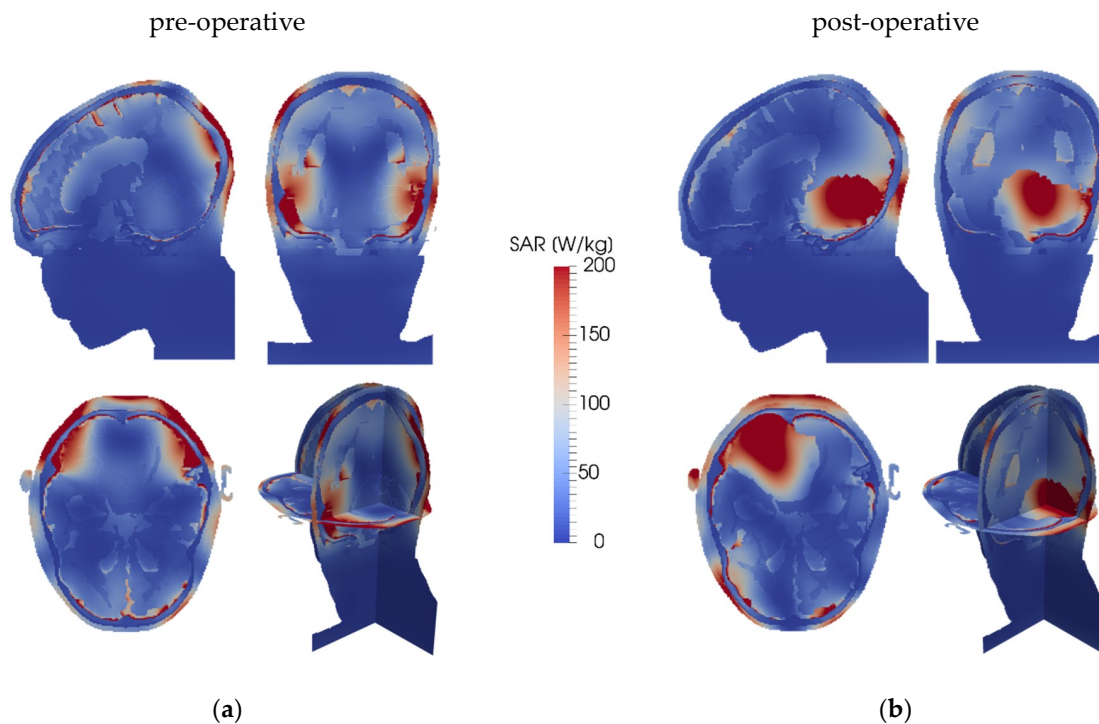 pre-operative
post-operative
SAR (W/kg)
200
150
100
50
0
(a)
(b)